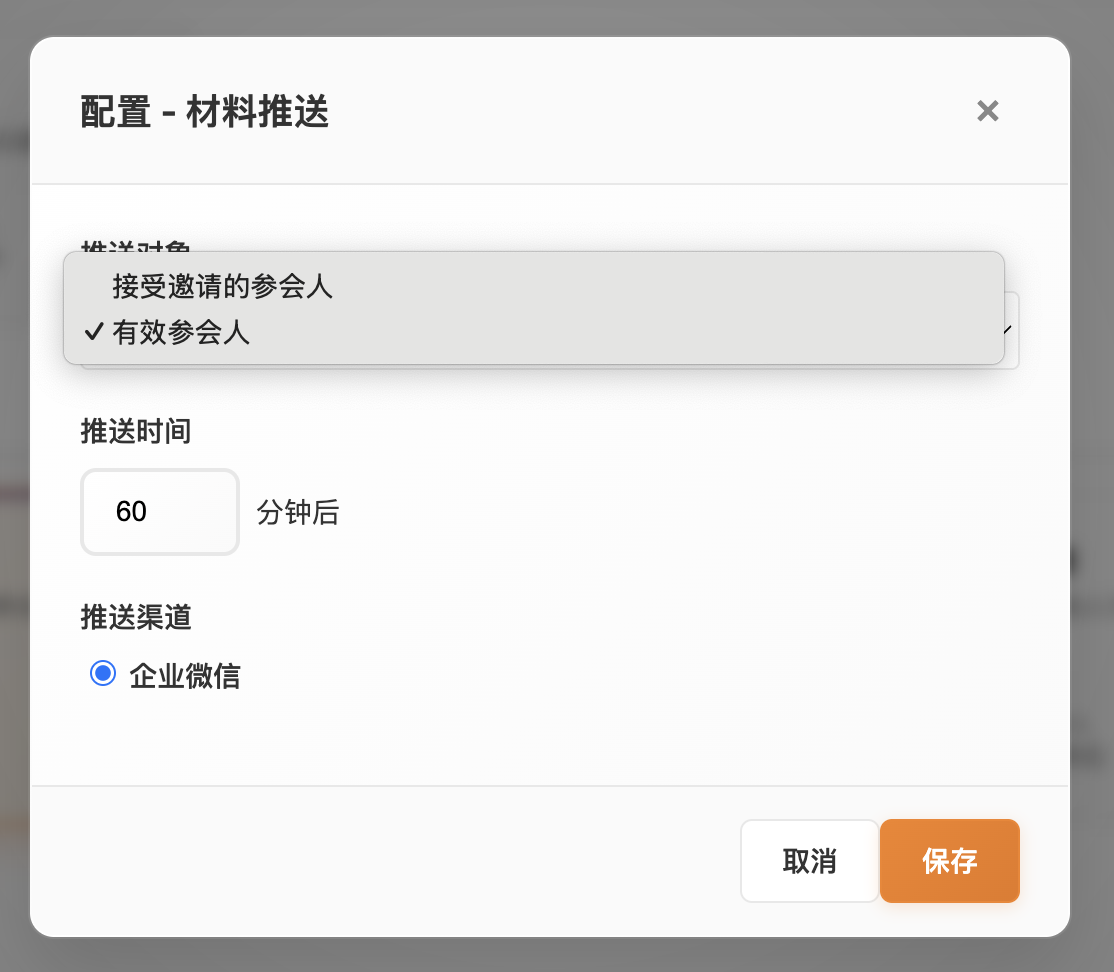 配置 - 材料推送
×
推送对象
接受邀请的参会人
✓ 有效参会人
推送时间
60 分钟后
推送渠道
企业微信
取消 保存